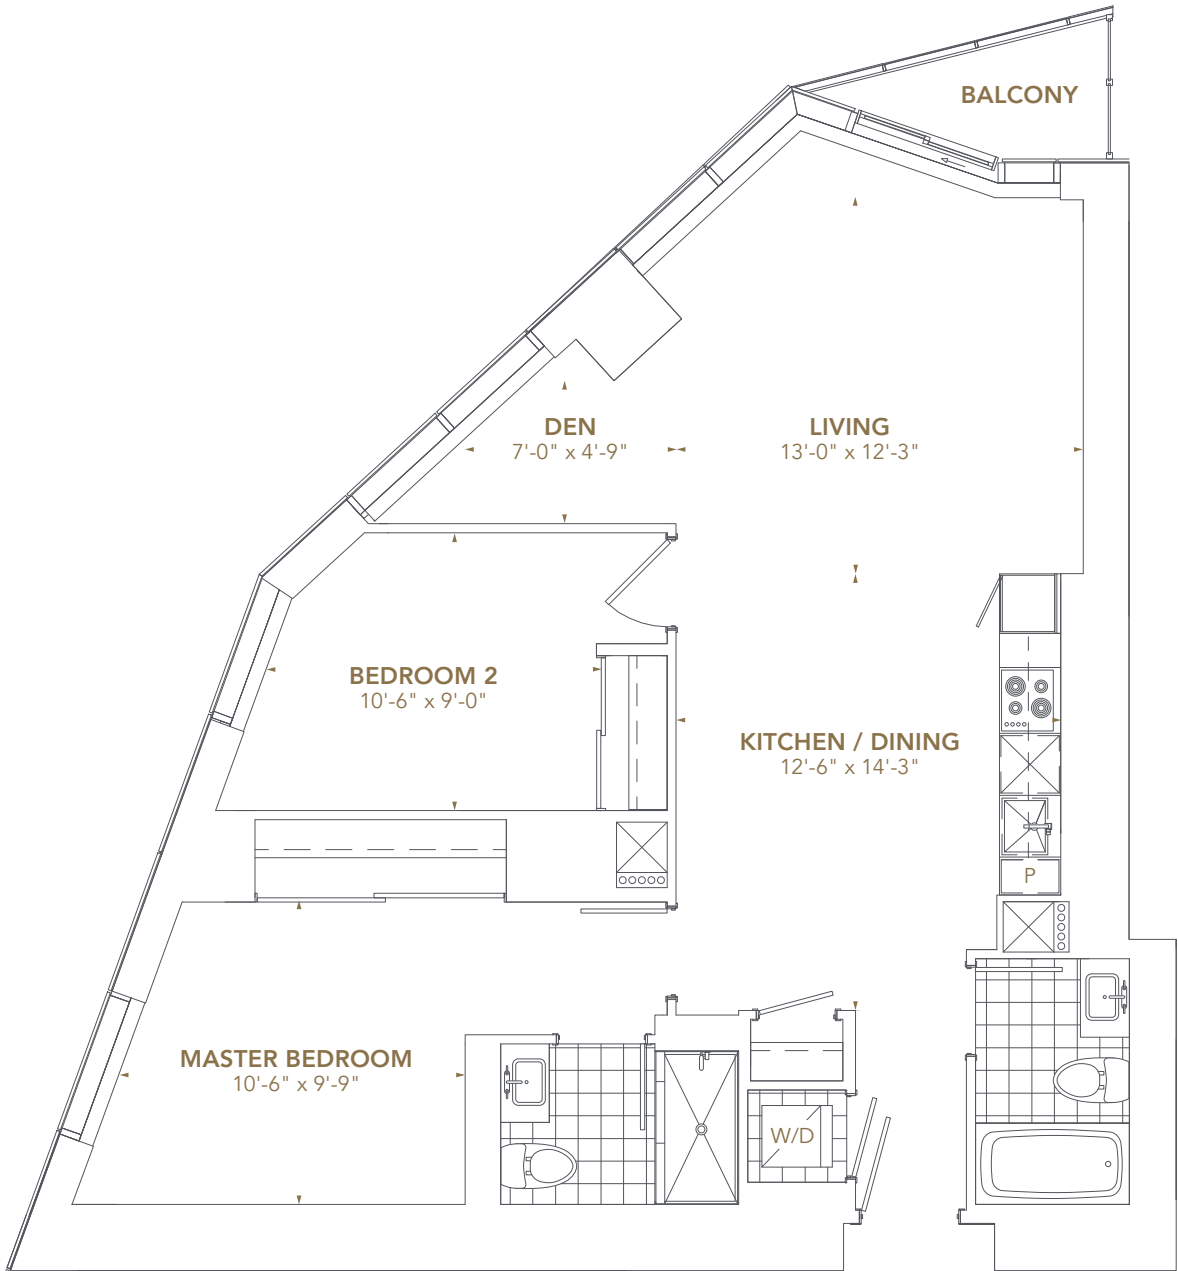 BALCONY
DEN
7'-0" x 4'-9"
LIVING
13'-0" x 12'-3"
BEDROOM 2
10'-6" x 9'-0"
KITCHEN / DINING
12'-6" x 14'-3"
P
MASTER BEDROOM
10'-6" x 9'-9"
W/D